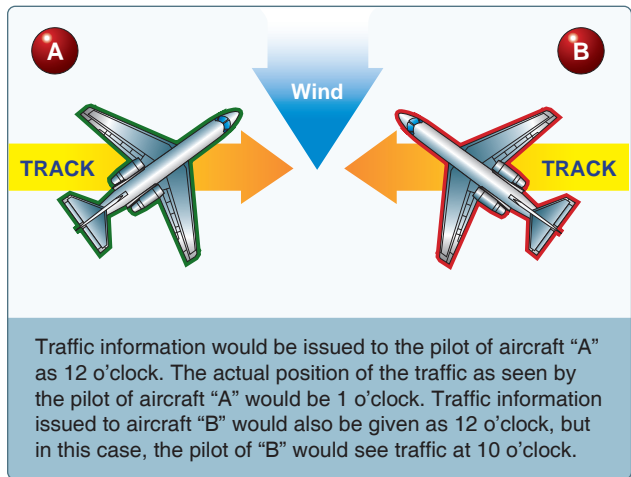 A
B
Wind
TRACK
TRACK
Traffic information would be issued to the pilot of aircraft “A”
as 12 o’clock. The actual position of the traffic as seen by
the pilot of aircraft “A” would be 1 o’clock. Traffic information
issued to aircraft “B” would also be given as 12 o’clock, but
in this case, the pilot of “B” would see traffic at 10 o’clock.